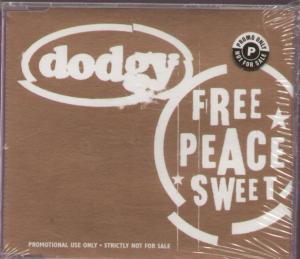 dodgy
PROMO ONLY
P
NOT FOR SALE
FREE
PEACE
SWEET
PROMOTIONAL USE ONLY • STRICTLY NOT FOR SALE